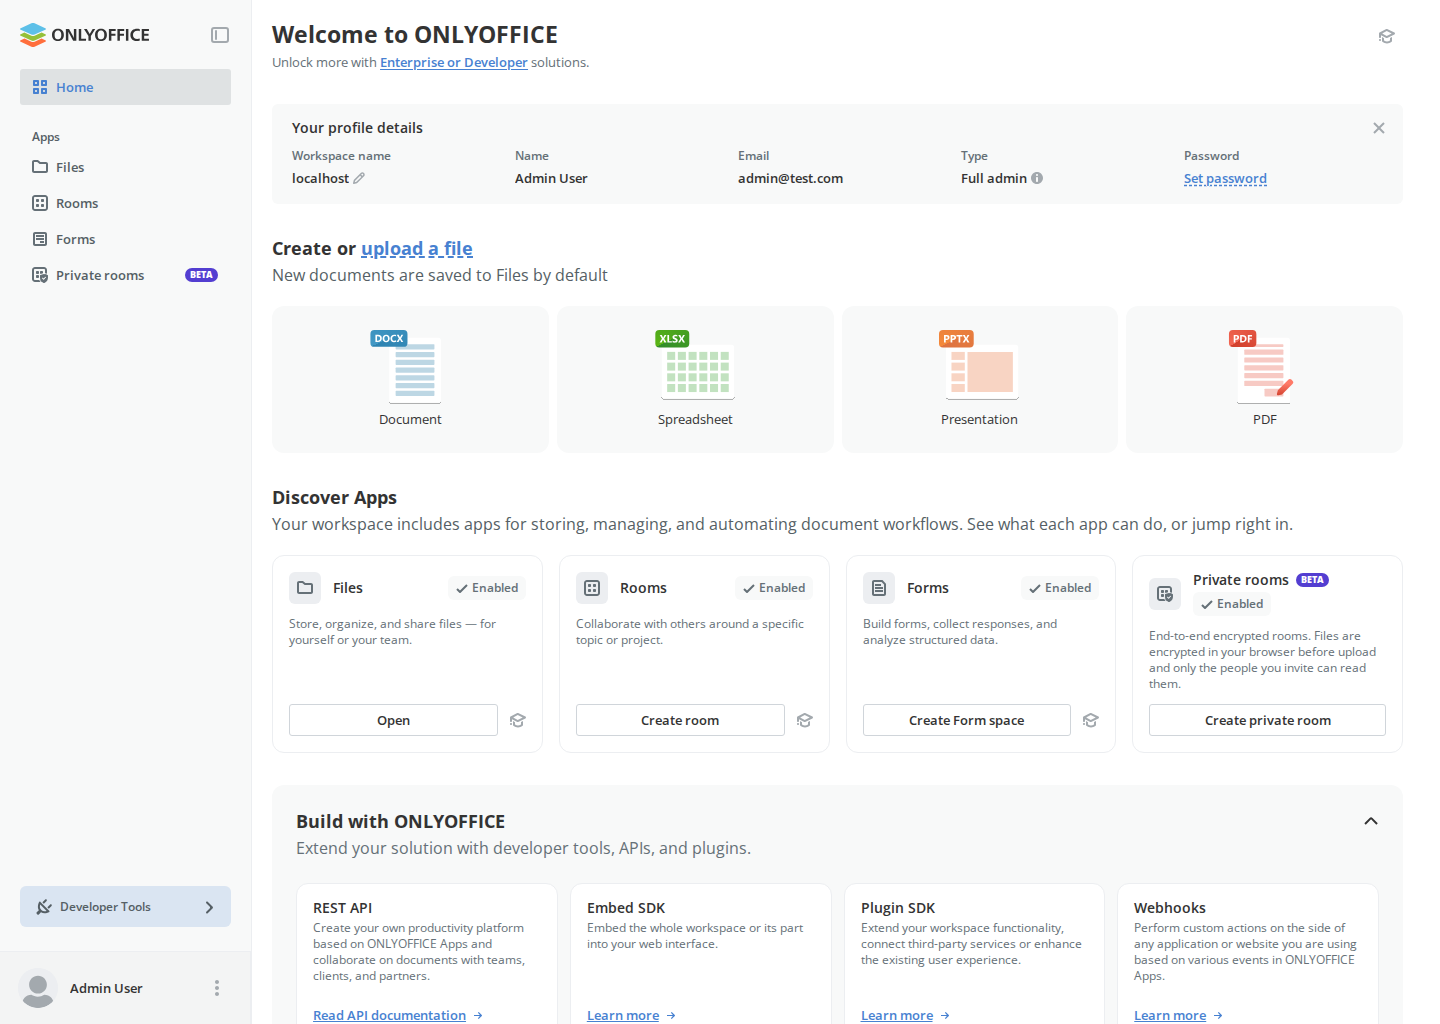 ONLYOFFICE
Home
Apps
Files
Rooms
Forms
Private rooms BETA
Developer Tools
Admin User
Welcome to ONLYOFFICE
Unlock more with Enterprise or Developer solutions.
Your profile details
Workspace name Name Email Type Password
localhost Admin User admin@test.com Full admin Set password
Create or upload a file
New documents are saved to Files by default
DOCX XLSX PPTX PDF
Document Spreadsheet Presentation PDF
Discover Apps
Your workspace includes apps for storing, managing, and automating document workflows. See what each app can do, or jump right in.
Files Enabled
Store, organize, and share files — for
yourself or your team.
Open
Rooms Enabled
Collaborate with others around a specific
topic or project.
Create room
Forms Enabled
Build forms, collect responses, and
analyze structured data.
Create Form space
Private rooms BETA
Enabled
End-to-end encrypted rooms. Files are
encrypted in your browser before upload
and only the people you invite can read
them.
Create private room
Build with ONLYOFFICE
Extend your solution with developer tools, APIs, and plugins.
REST API
Create your own productivity platform
based on ONLYOFFICE Apps and
collaborate on documents with teams,
clients, and partners.
Read API documentation
Embed SDK
Embed the whole workspace or its part
into your web interface.
Learn more
Plugin SDK
Extend your workspace functionality,
connect third-party services or enhance
the existing user experience.
Learn more
Webhooks
Perform custom actions on the side of
any application or website you are using
based on various events in ONLYOFFICE
Apps.
Learn more